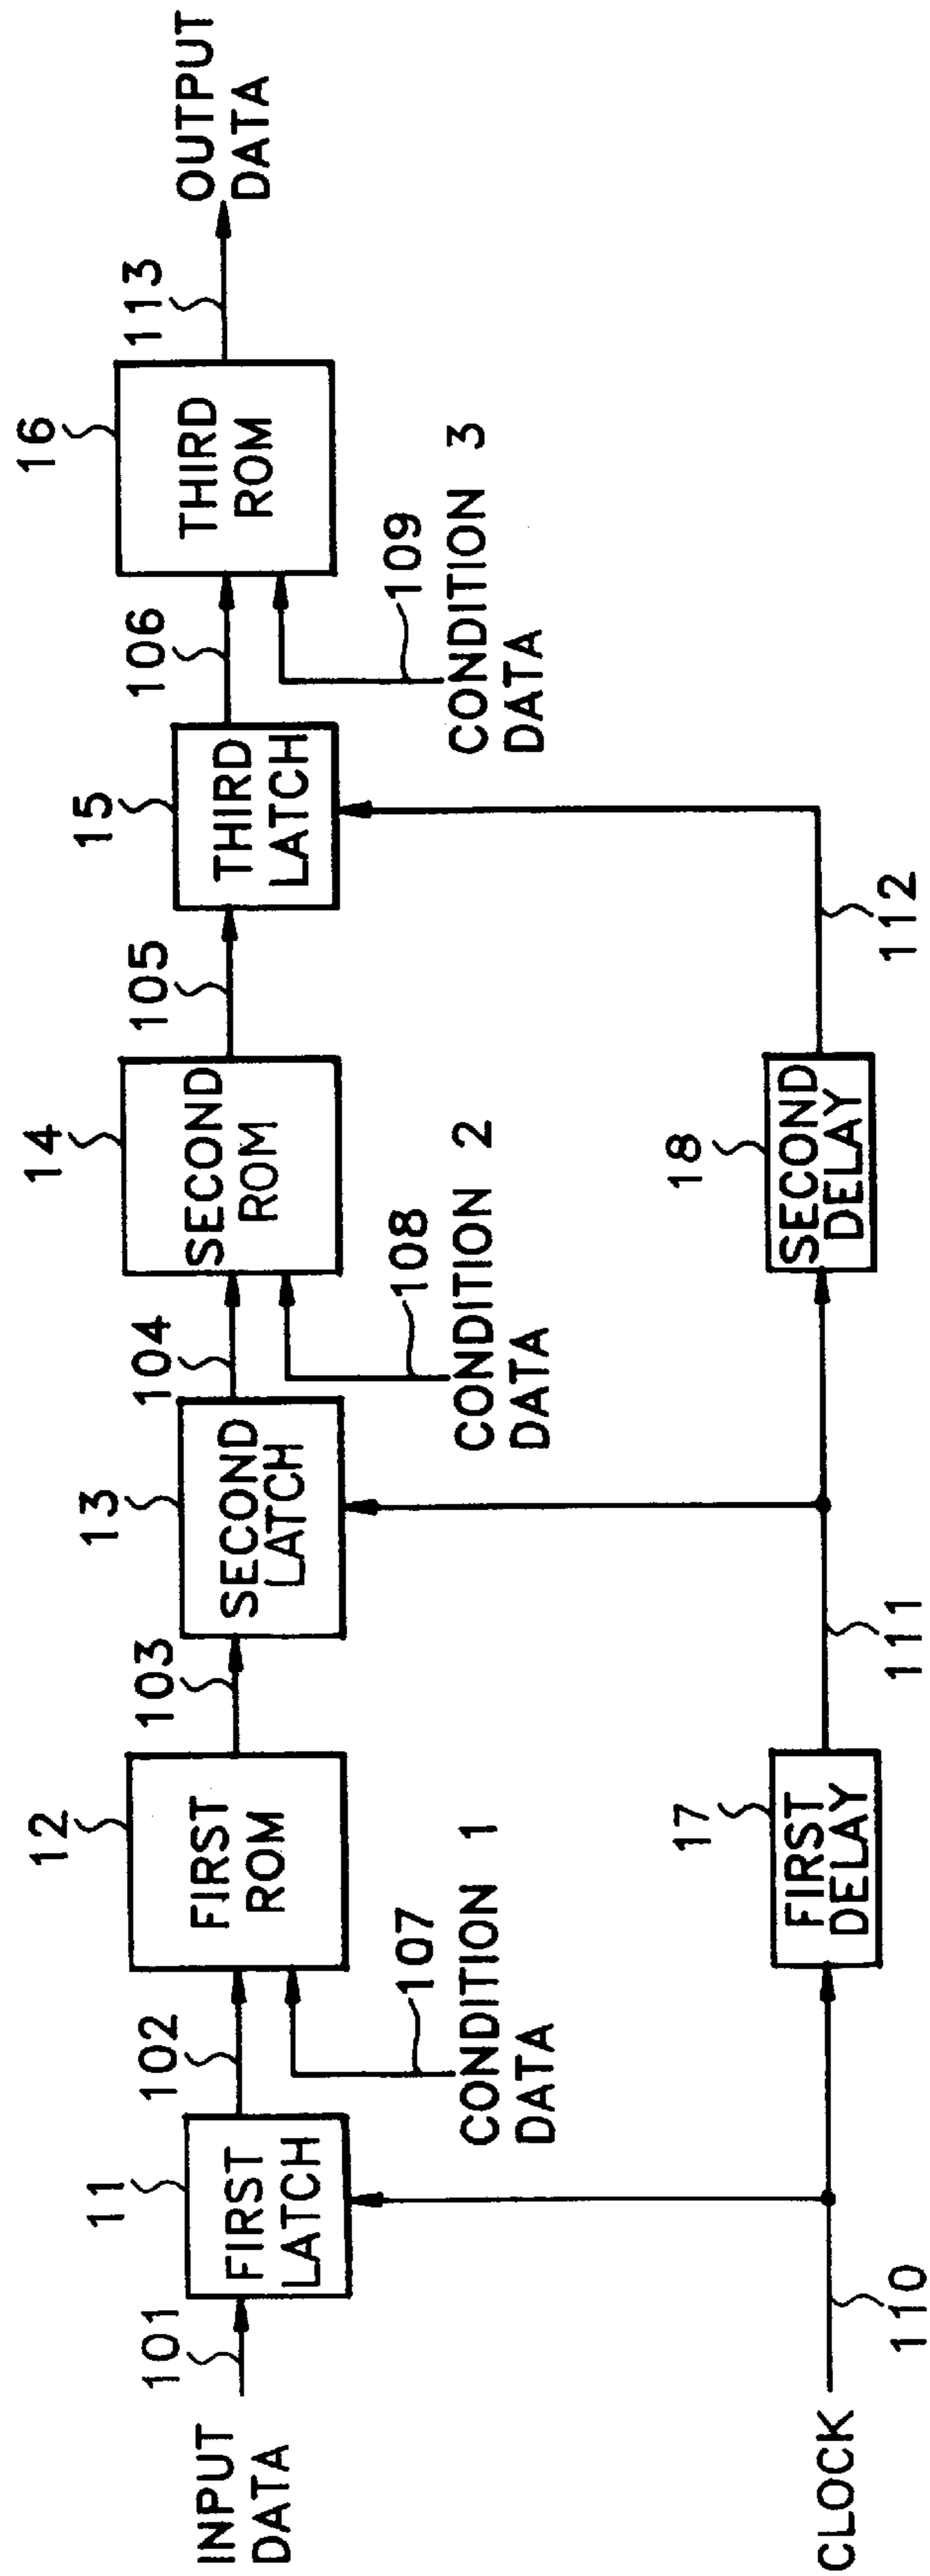 INPUT
DATA
101
11
FIRST
LATCH
102
107
CONDITION 1
DATA
12
FIRST
ROM
103
13
SECOND
LATCH
104
108
CONDITION 2
DATA
14
SECOND
ROM
105
15
THIRD
LATCH
106
109
CONDITION 3
DATA
16
THIRD
ROM
113
OUTPUT
DATA
CLOCK
110
17
FIRST
DELAY
111
18
SECOND
DELAY
112